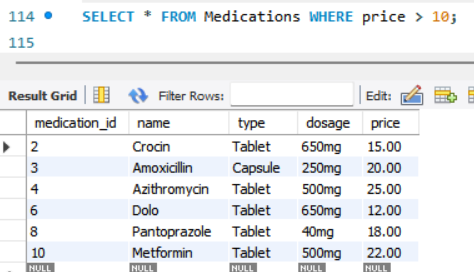 114 SELECT * FROM Medications WHERE price > 10;
115
Result Grid Filter Rows: Edit:
medication_id name type dosage price
2 Crocin Tablet 650mg 15.00
3 Amoxicillin Capsule 250mg 20.00
4 Azithromycin Tablet 500mg 25.00
6 Dolo Tablet 650mg 12.00
8 Pantoprazole Tablet 40mg 18.00
10 Metformin Tablet 500mg 22.00
NULL NULL NULL NULL NULL